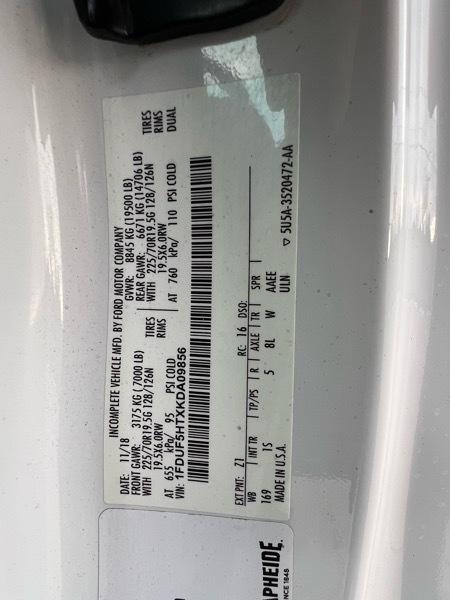 INCOMPLETE VEHICLE MFD. BY FORD MOTOR COMPANY
DATE: 11/18 GVWR: 8845 KG (19500 LB)
FRONT GAWR: 3175 KG (7000 LB) REAR GAWR: 6671 KG (14706 LB)
WITH 225/70R19.5G 128/126N TIRES WITH 225/70R19.5G 128/126N TIRES
19.5X6.0RW RIMS 19.5X6.0RW RIMS
AT 655 kPa/ 95 PSI COLD AT 760 kPa/ 110 PSI COLD DUAL
VIN: 1FDUF5HTXKDA09856
EXT PNT: Z1 RC: 16 DSO:
WB INT TR TP/PS R AXLE TR SPR
169 1S 5 8L W AAEE
MADE IN U.S.A. ULN
▽ 5U5A-3520472-AA
APHEIDE.
NCE 1848